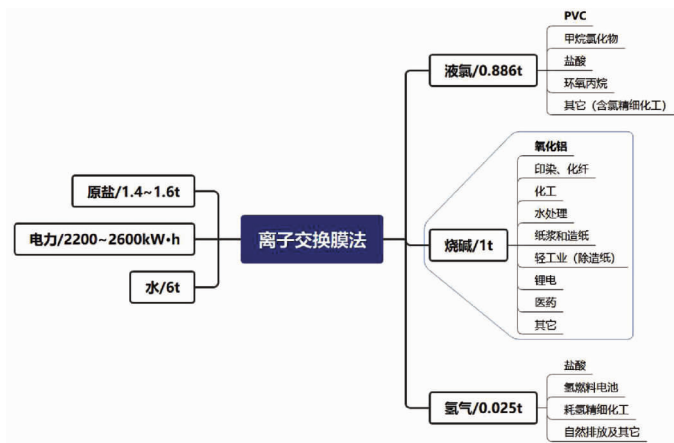 原盐/1.4~1.6t
电力/2200~2600kW•h
水/6t
离子交换膜法
液氯/0.886t
PVC
甲烷氯化物
盐酸
环氧丙烷
其它（含氯精细化工）
烧碱/1t
氧化铝
印染、化纤
化工
水处理
纸浆和造纸
轻工业（除造纸）
锂电
医药
其它
氢气/0.025t
盐酸
氢燃料电池
耗氢精细化工
自然排放及其它